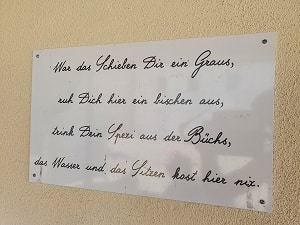 War das Schieben Dir ein Graus,
ruh Dich hier ein bischen aus,
trink Dein Spezi aus der Büchs,
das Wasser und das Sitzen kost hier nix.